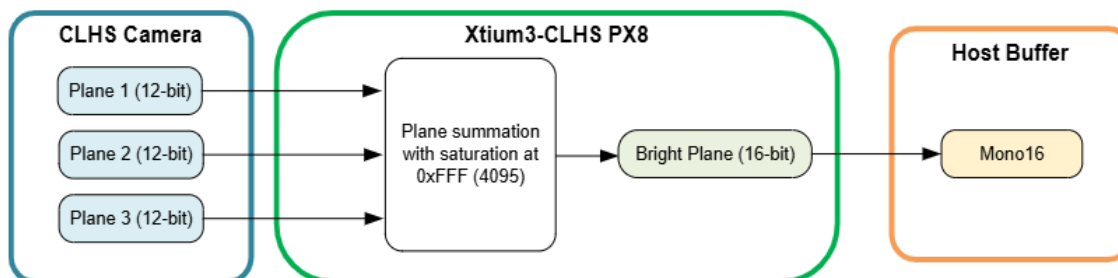 CLHS Camera
Xtium3-CLHS PX8
Host Buffer
Plane 1 (12-bit)
Plane 2 (12-bit)
Plane 3 (12-bit)
Plane summation
with saturation at
0xFFF (4095)
Bright Plane (16-bit)
Mono16